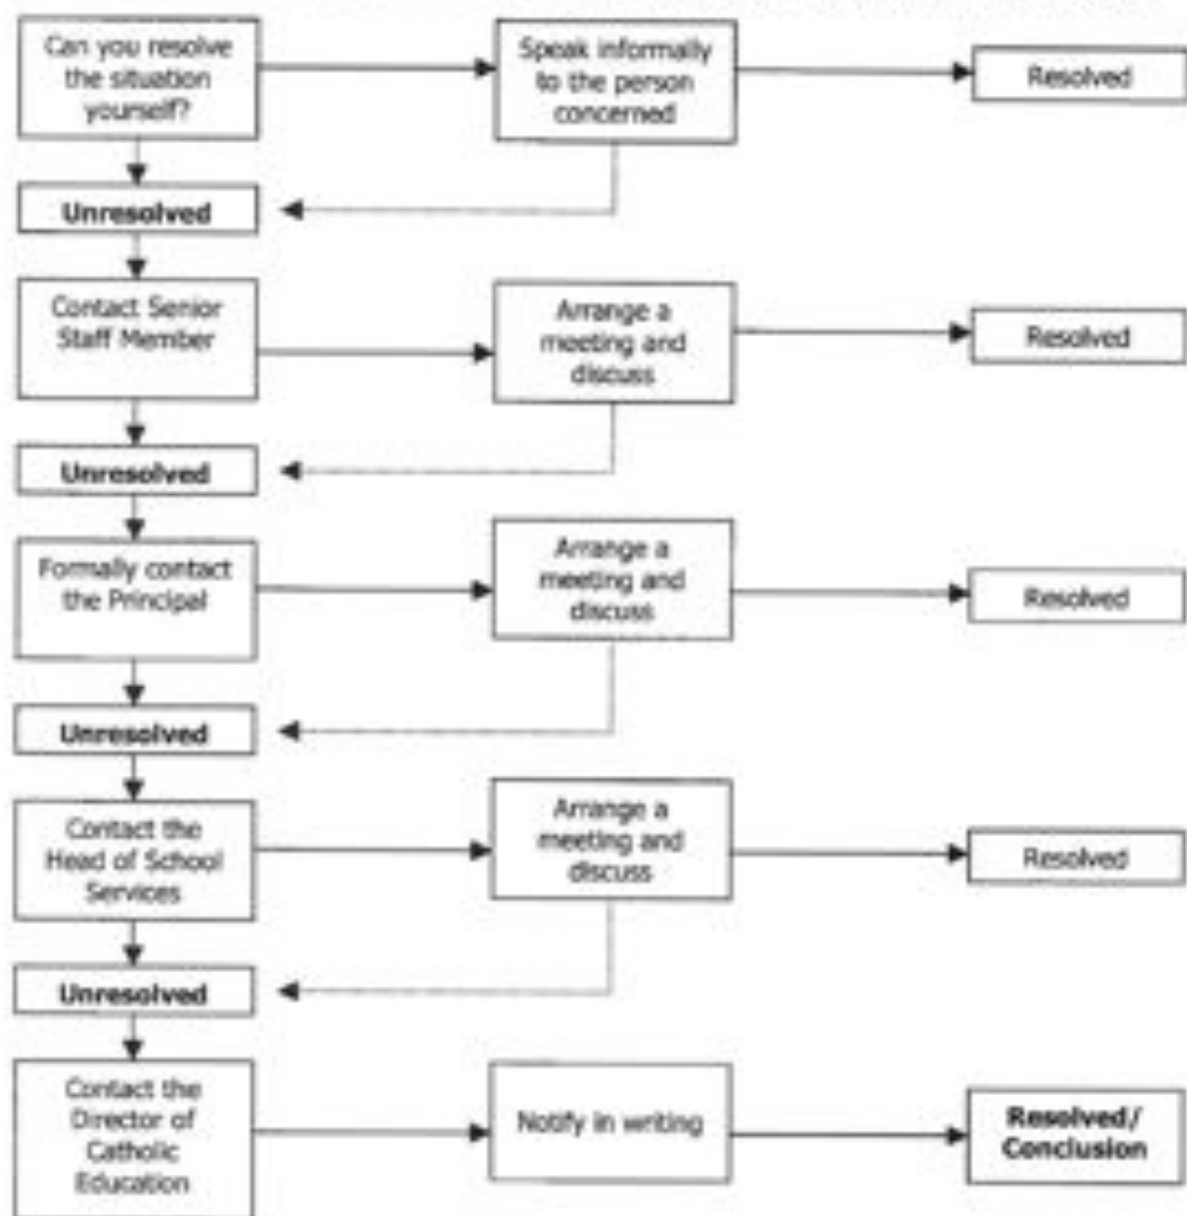 Can you resolve
the situation
yourself?
Speak informally
to the person
concerned
Resolved
Unresolved
Contact Senior
Staff Member
Arrange a
meeting and
discuss
Resolved
Unresolved
Formally contact
the Principal
Arrange a
meeting and
discuss
Resolved
Unresolved
Contact the
Head of School
Services
Arrange a
meeting and
discuss
Resolved
Unresolved
Contact the
Director of
Catholic
Education
Notify in writing
Resolved/
Conclusion